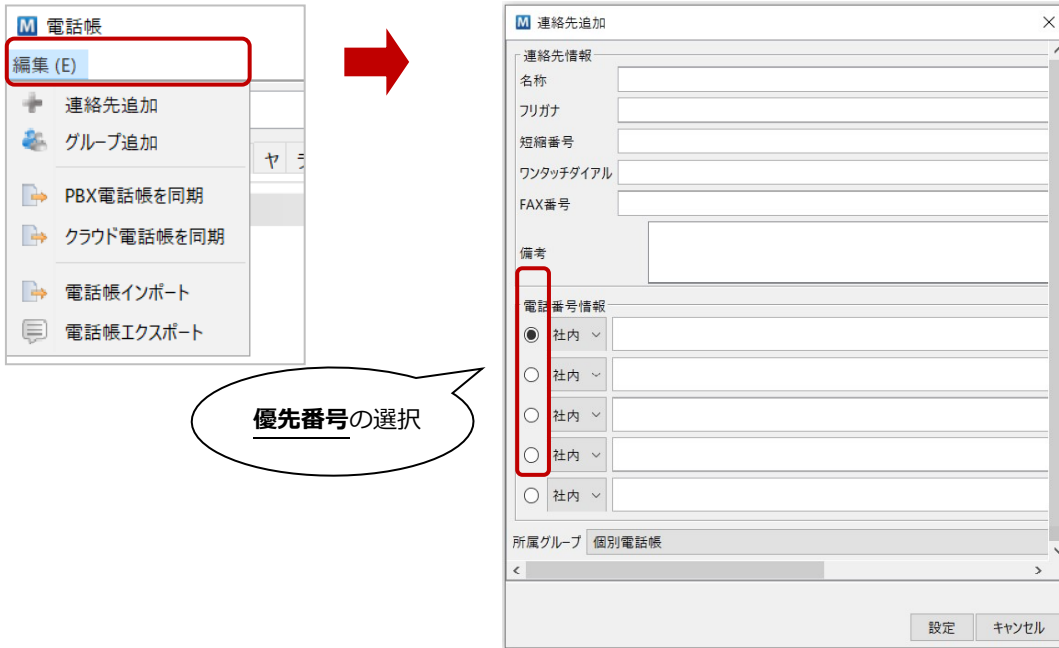 M 電話帳
編集 (E)
連絡先追加
グループ追加
ヤ
PBX電話帳を同期
クラウド電話帳を同期
電話帳インポート
電話帳エクスポート
優先番号の選択
M 連絡先追加
連絡先情報
名称
フリガナ
短縮番号
ワンタッチダイアル
FAX番号
備考
電話番号情報
社内
社内
社内
社内
社内
所属グループ 個別電話帳
設定 キャンセル